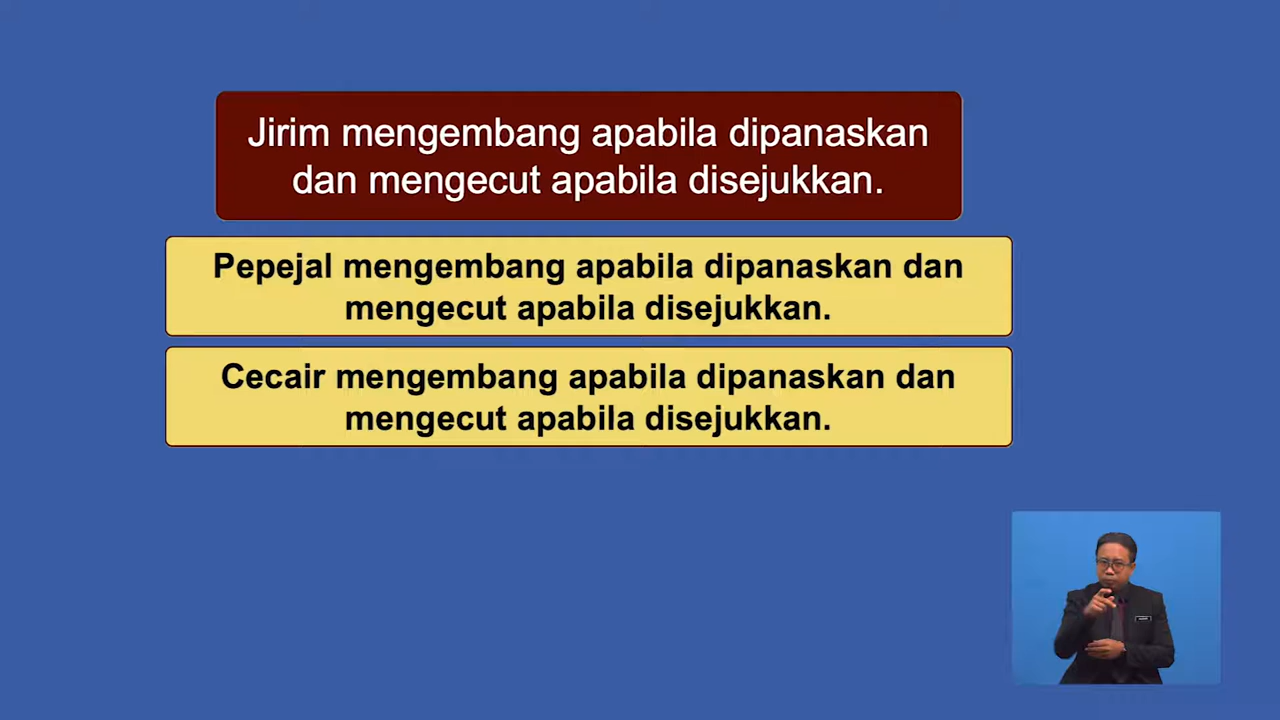 Jirim mengembang apabila dipanaskan
dan mengecut apabila disejukkan.
Pepejal mengembang apabila dipanaskan dan
mengecut apabila disejukkan.
Cecair mengembang apabila dipanaskan dan
mengecut apabila disejukkan.